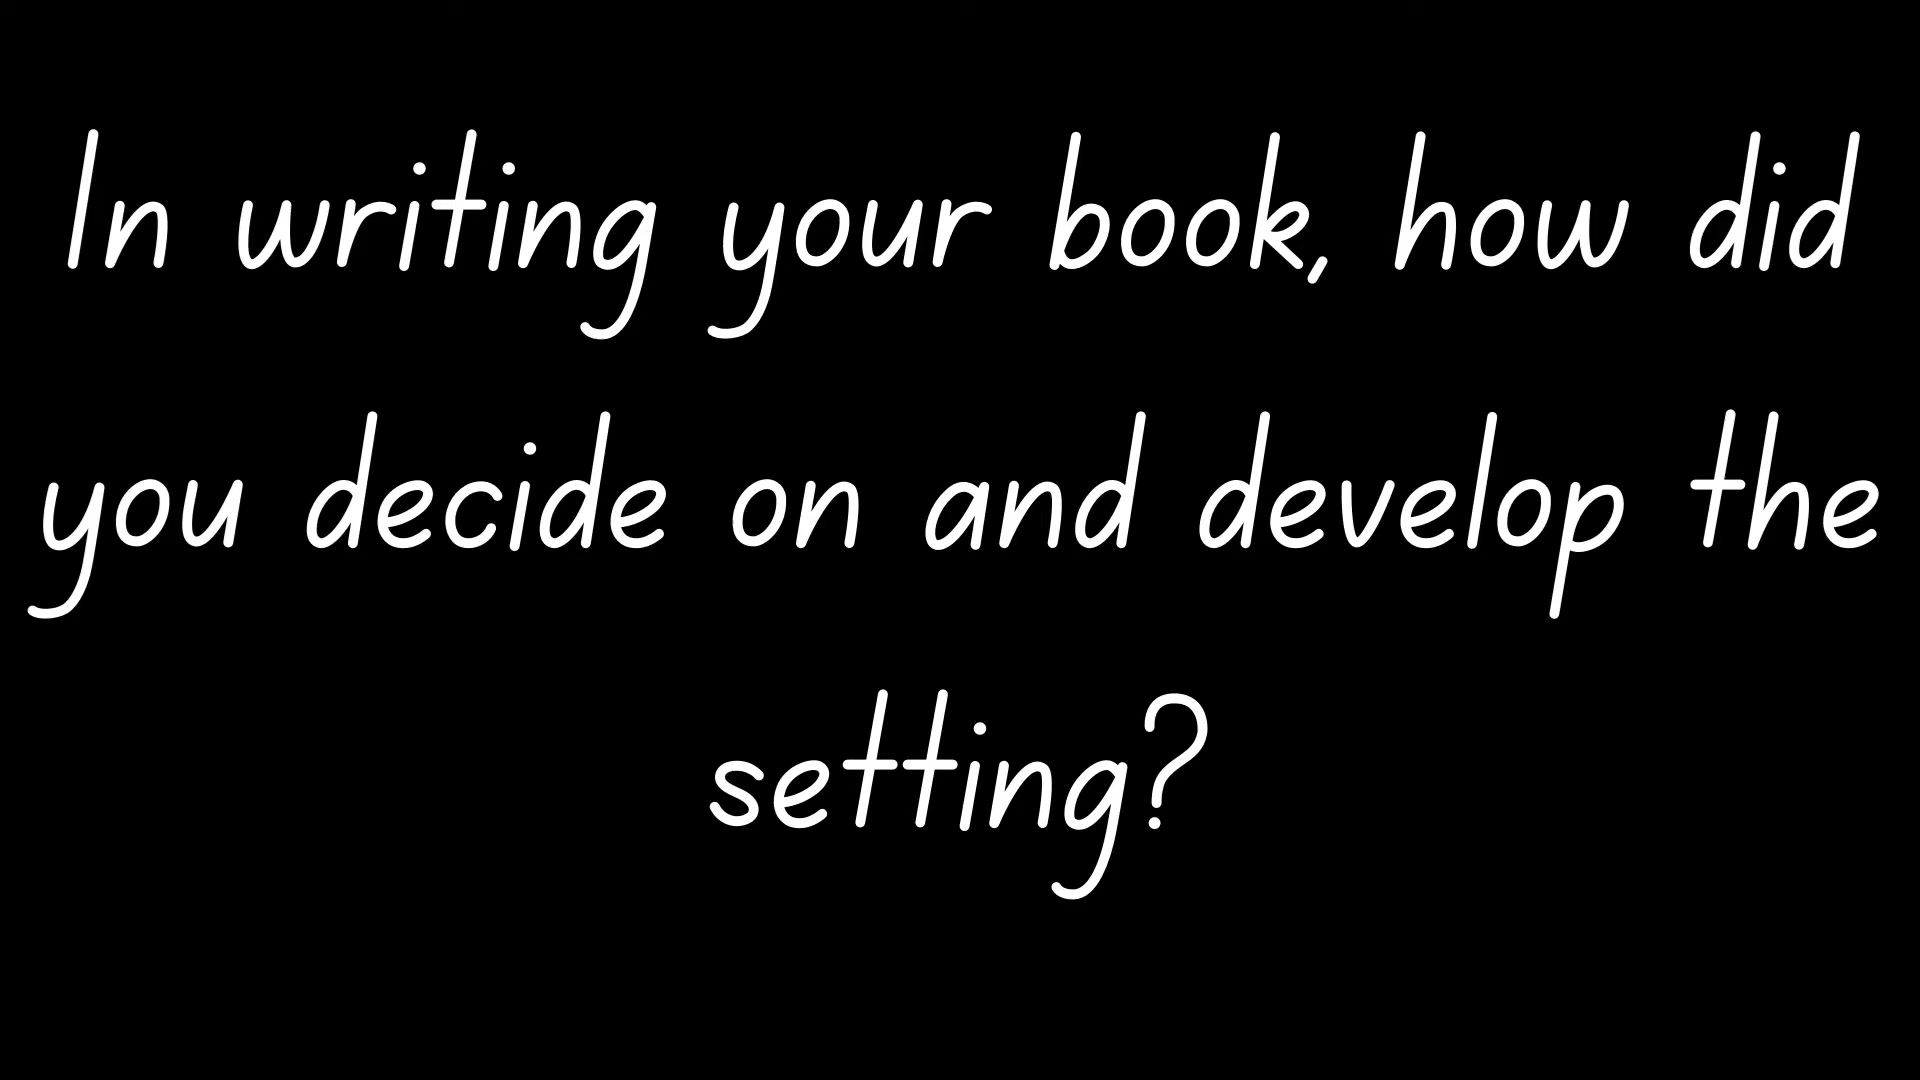 In writing your book, how did
you decide on and develop the
setting?